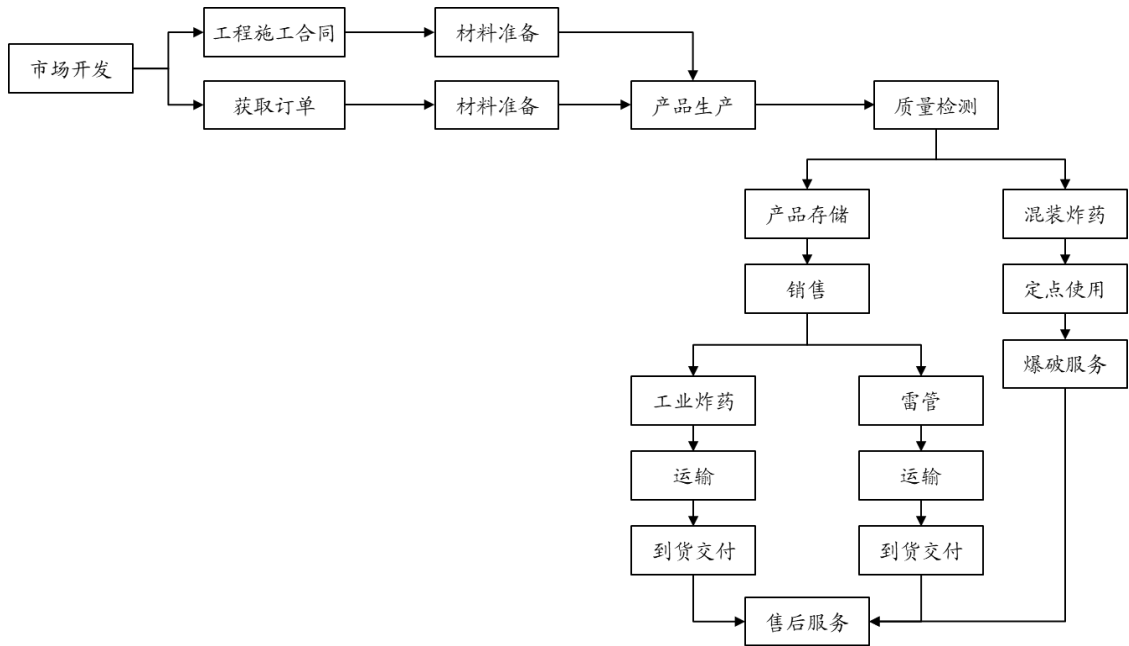 工程施工合同
材料准备
市场开发
获取订单
材料准备
产品生产
质量检测
产品存储
混装炸药
销售
定点使用
爆破服务
工业炸药
雷管
运输
运输
到货交付
到货交付
售后服务